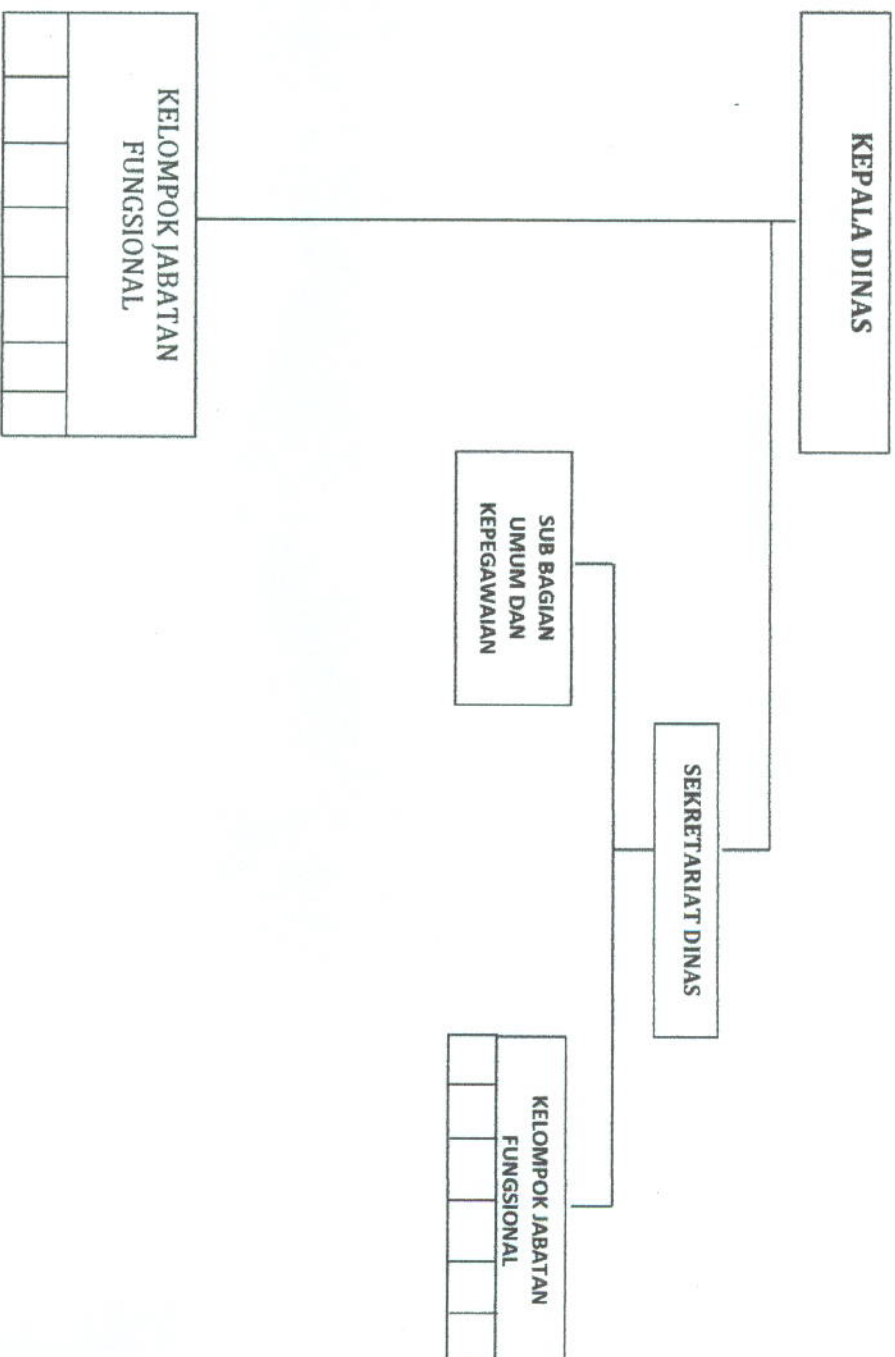 KEPALA DINAS
SEKRETARIAT DINAS
SUB BAGIAN
UMUM DAN
KEPEGAWAIAN
KELOMPOK JABATAN
FUNGSIONAL
KELOMPOK JABATAN
FUNGSIONAL